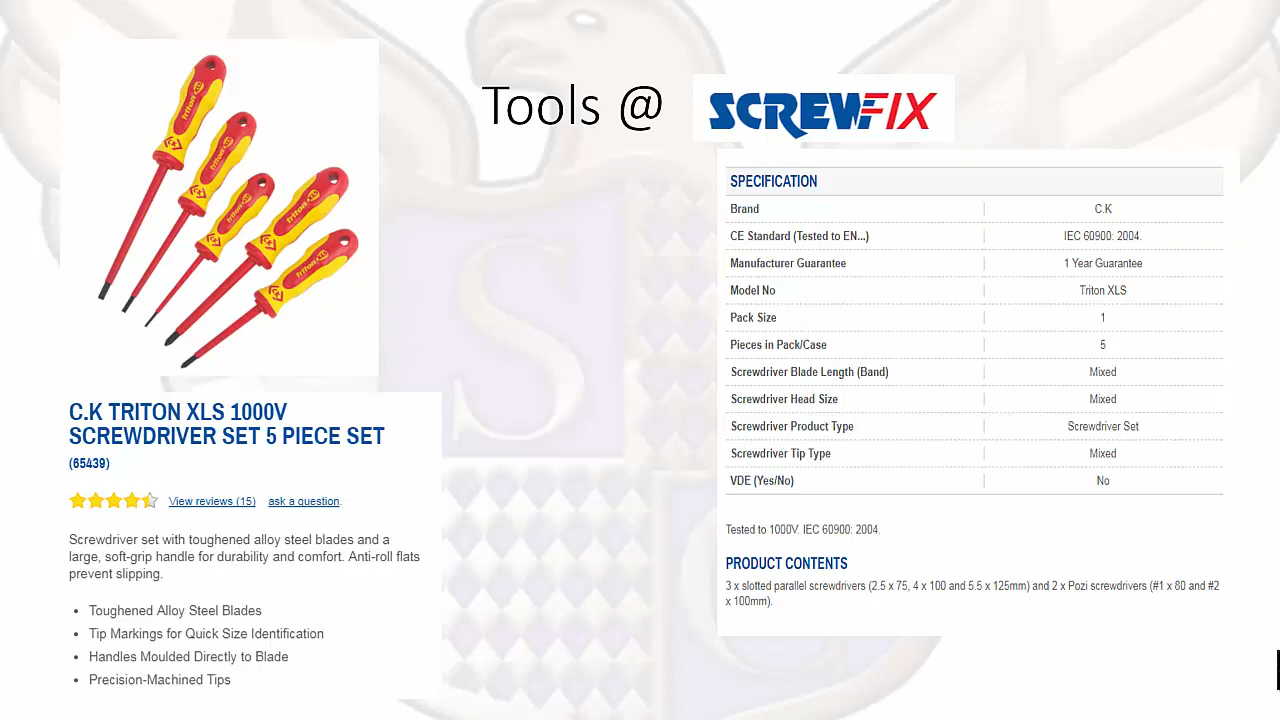 Tools @ SCREWFIX
triton
triton
triton
triton
triton
C.K TRITON XLS 1000V
SCREWDRIVER SET 5 PIECE SET
(65439)
View reviews (15) ask a question.
Screwdriver set with toughened alloy steel blades and a
large, soft-grip handle for durability and comfort. Anti-roll flats
prevent slipping.
• Toughened Alloy Steel Blades
• Tip Markings for Quick Size Identification
• Handles Moulded Directly to Blade
• Precision-Machined Tips
SPECIFICATION
Brand C.K
CE Standard (Tested to EN...) IEC 60900: 2004.
Manufacturer Guarantee 1 Year Guarantee
Model No Triton XLS
Pack Size 1
Pieces in Pack/Case 5
Screwdriver Blade Length (Band) Mixed
Screwdriver Head Size Mixed
Screwdriver Product Type Screwdriver Set
Screwdriver Tip Type Mixed
VDE (Yes/No) No
Tested to 1000V. IEC 60900: 2004.
PRODUCT CONTENTS
3 x slotted parallel screwdrivers (2.5 x 75, 4 x 100 and 5.5 x 125mm) and 2 x Pozi screwdrivers (#1 x 80 and #2
x 100mm).
S